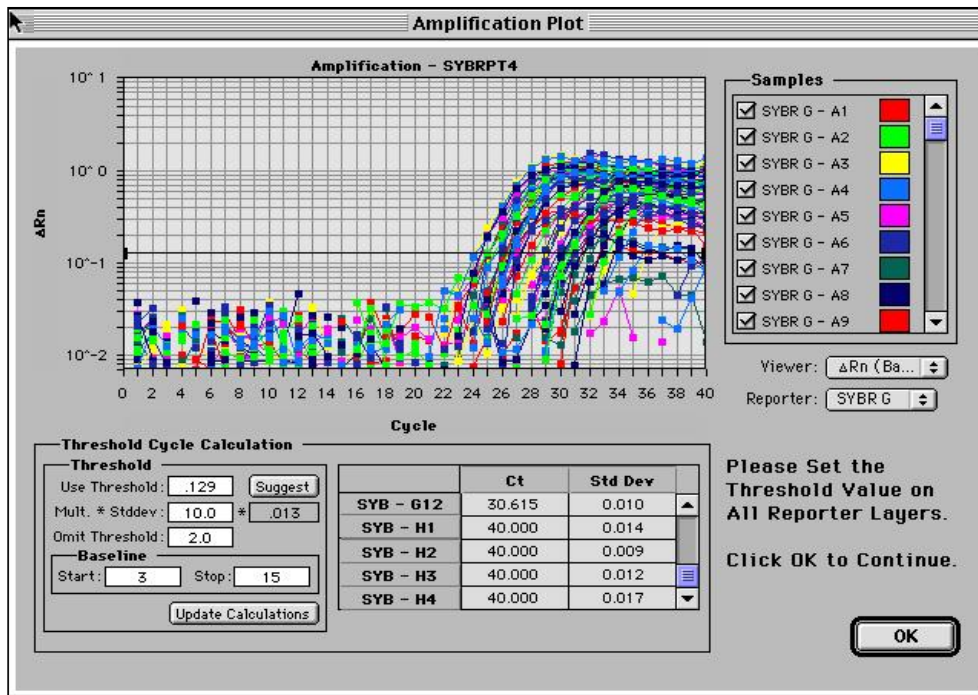 Amplification Plot
Amplification - SYBRPT4
10^ 1
10^ 0
10^-1
10^-2
ΔRn
0 2 4 6 8 10 12 14 16 18 20 22 24 26 28 30 32 34 36 38 40
Cycle
Samples
SYBR G - A1
SYBR G - A2
SYBR G - A3
SYBR G - A4
SYBR G - A5
SYBR G - A6
SYBR G - A7
SYBR G - A8
SYBR G - A9
Viewer: ΔRn (Ba...
Reporter: SYBR G
Threshold Cycle Calculation
Threshold
Use Threshold: .129 Suggest
Mult. * Stddev: 10.0 * .013
Omit Threshold: 2.0
Baseline
Start: 3 Stop: 15
Update Calculations
Ct Std Dev
SYB - G12 30.615 0.010
SYB - H1 40.000 0.014
SYB - H2 40.000 0.009
SYB - H3 40.000 0.012
SYB - H4 40.000 0.017
Please Set the
Threshold Value on
All Reporter Layers.
Click OK to Continue.
OK